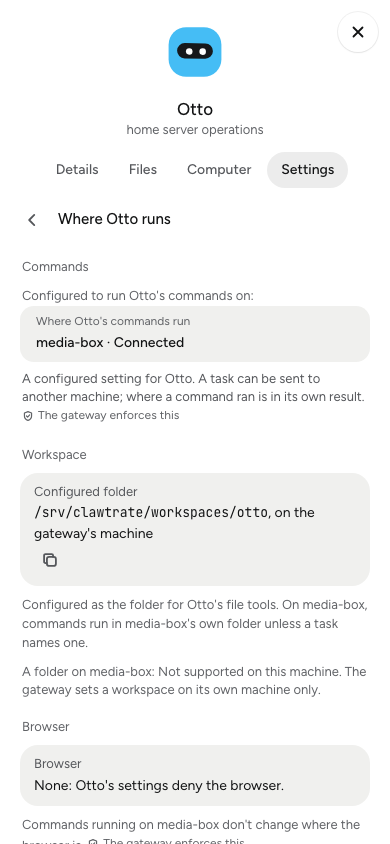 Otto
home server operations
Details Files Computer Settings
Where Otto runs
Commands
Configured to run Otto's commands on:
Where Otto's commands run
media-box · Connected
A configured setting for Otto. A task can be sent to
another machine; where a command ran is in its own result.
The gateway enforces this
Workspace
Configured folder
/srv/clawtrate/workspaces/otto, on the
gateway's machine
Configured as the folder for Otto's file tools. On media-box,
commands run in media-box's own folder unless a task
names one.
A folder on media-box: Not supported on this machine. The
gateway sets a workspace on its own machine only.
Browser
Browser
None: Otto's settings deny the browser.
Commands running on media-box don't change where the
browser is. The gateway enforces this